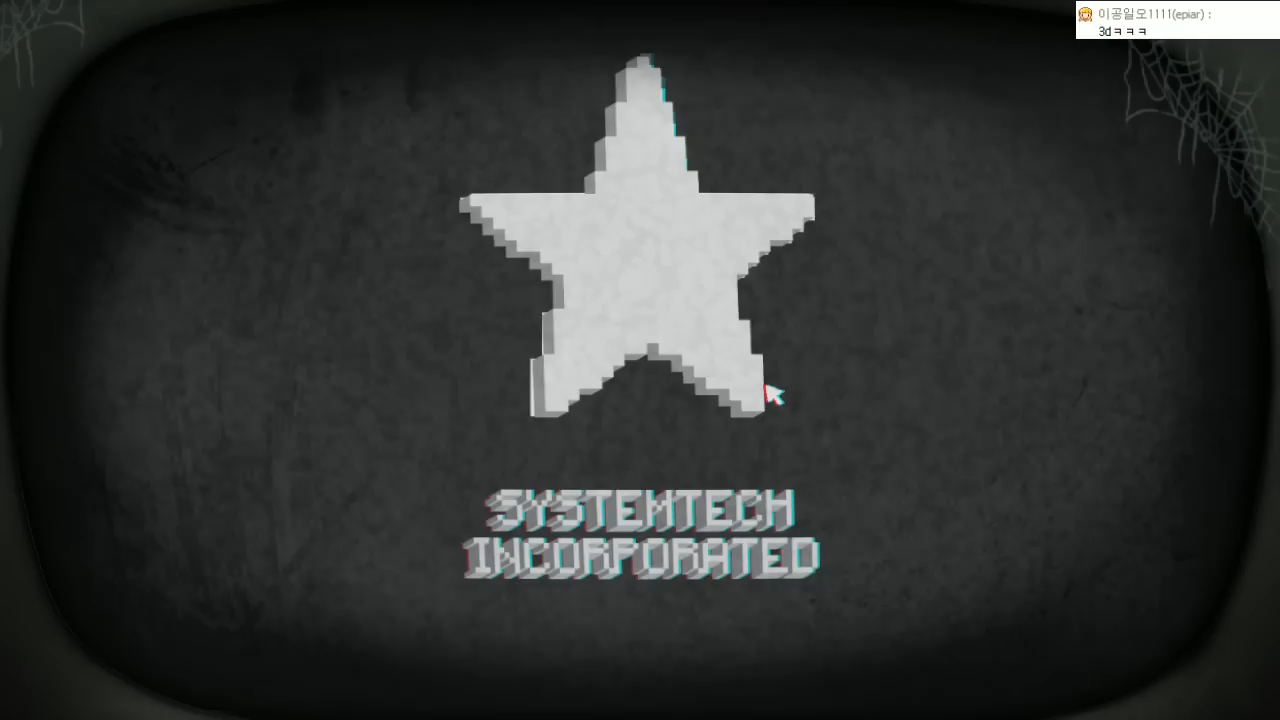 이공일오1111(epiar) :
3dㅋㅋㅋ
SYSTEMTECH
INCORPORATED